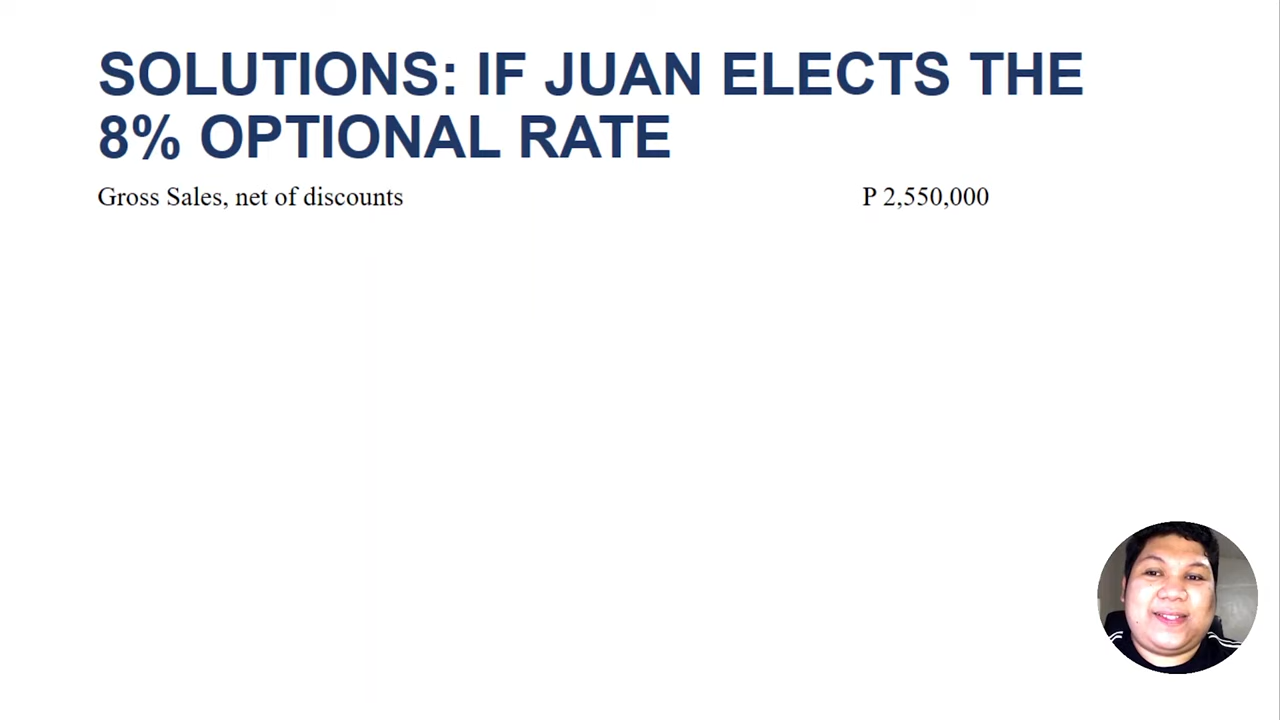 SOLUTIONS: IF JUAN ELECTS THE
8% OPTIONAL RATE
Gross Sales, net of discounts P 2,550,000